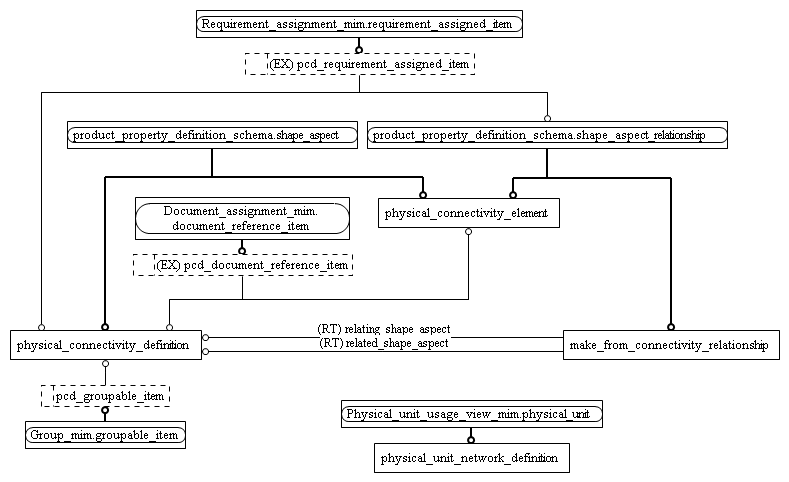 Requirement_assignment_mim.requirement_assigned_item
(EX) pcd_requirement_assigned_item
product_property_definition_schema.shape_aspect
product_property_definition_schema.shape_aspect_relationship
Document_assignment_mim.
document_reference_item
physical_connectivity_element
(EX) pcd_document_reference_item
(RT) relating_shape_aspect
(RT) related_shape_aspect
physical_connectivity_definition
make_from_connectivity_relationship
pcd_groupable_item
Physical_unit_usage_view_mim.physical_unit
Group_mim.groupable_item
physical_unit_network_definition